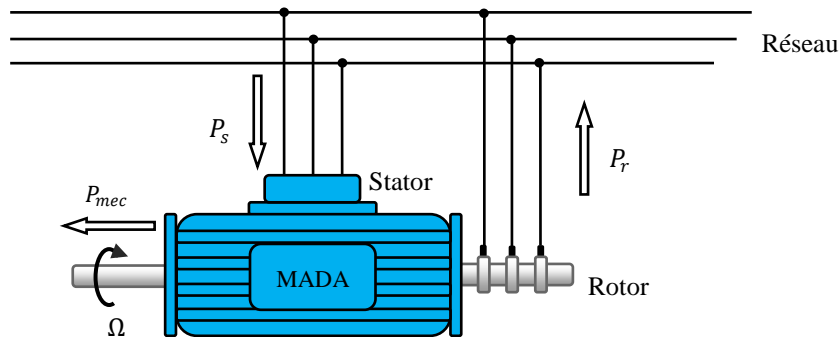 Réseau
P_s
P_r
Stator
P_mec
MADA
Rotor
Ω